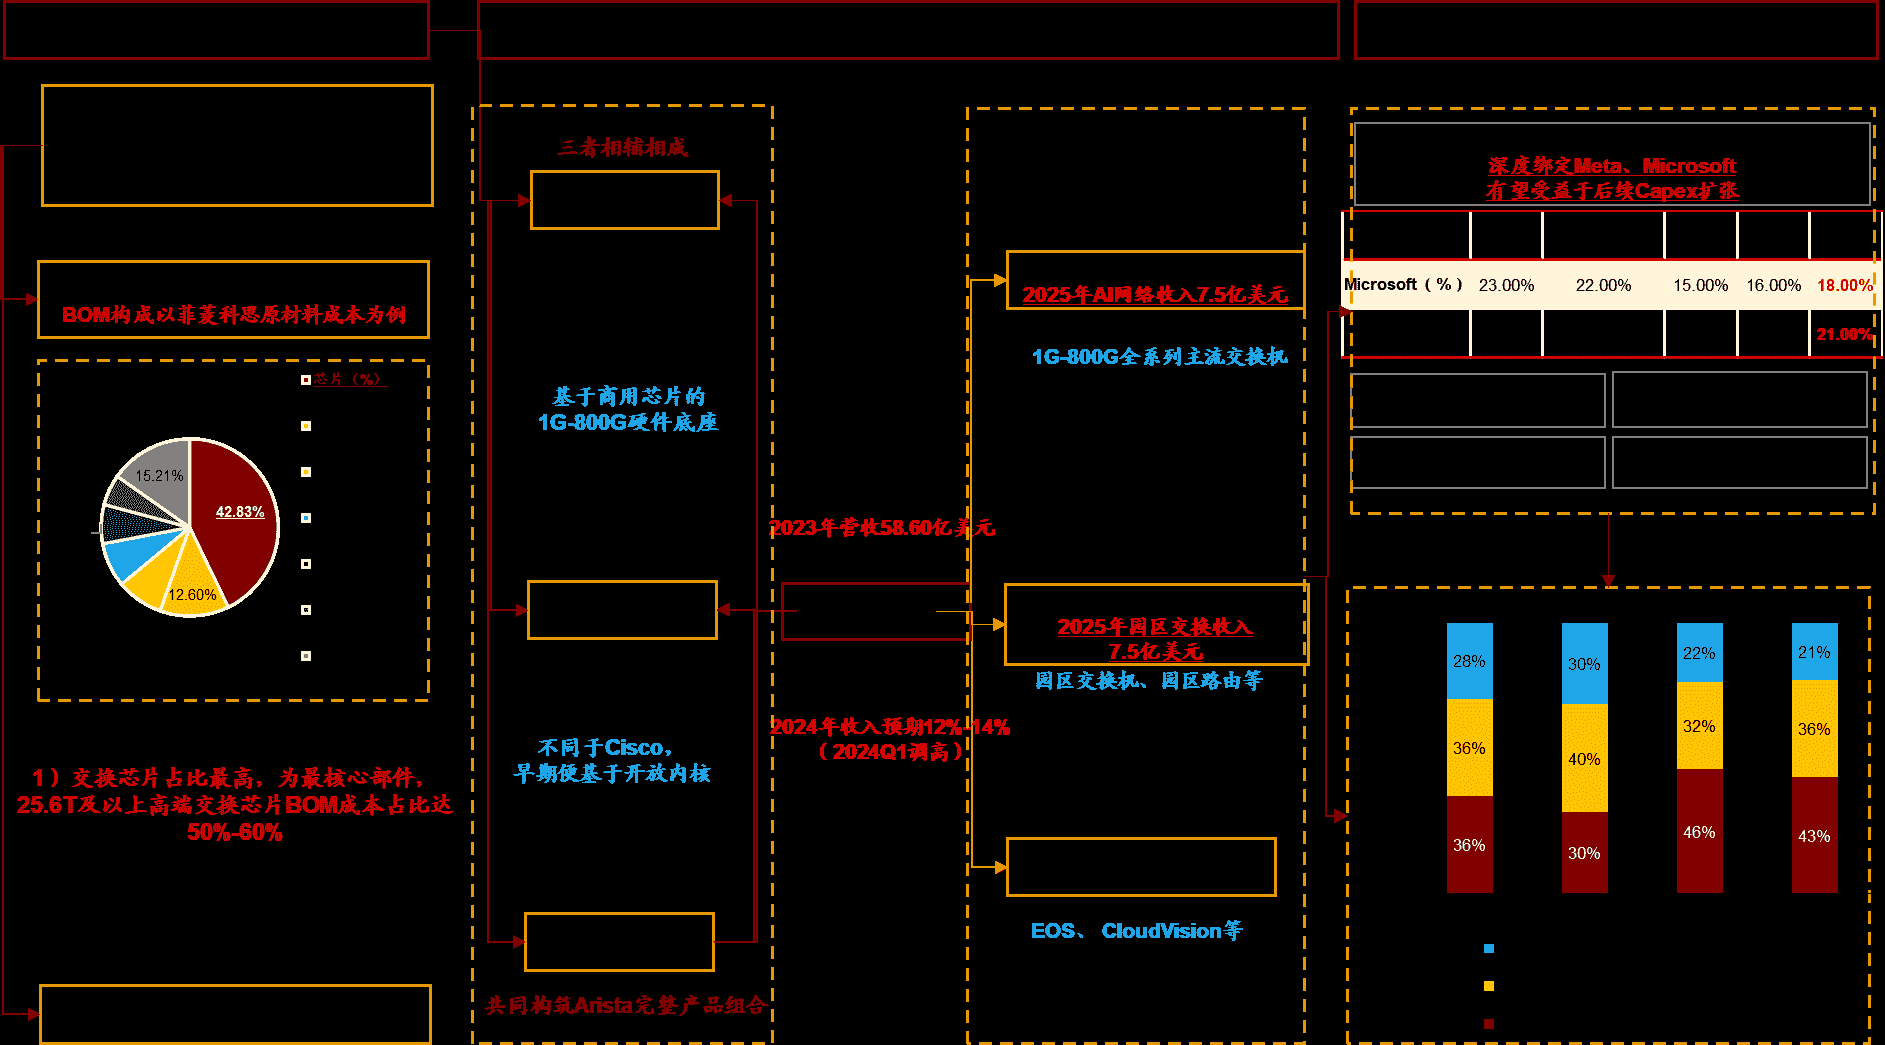 三者相辅相成
深度绑定Meta、Microsoft
有望受益于后续Capex扩张
Microsoft（%） 23.00% 22.00% 15.00% 16.00% 18.00%
21.00%
BOM构成以菲菱科思原材料成本为例
芯片（%）
15.21%
42.83%
12.60%
1）交换芯片占比最高，为最核心部件，
25.6T及以上高端交换芯片BOM成本占比达
50%-60%
基于商用芯片的
1G-800G硬件底座
不同于Cisco，
早期便基于开放内核
共同构筑Arista完整产品组合
2023年营收58.60亿美元
2024年收入预期12%-14%
（2024Q1调高）
2025年AI网络收入7.5亿美元
1G-800G全系列主流交换机
2025年园区交换收入
7.5亿美元
园区交换机、园区路由等
EOS、 CloudVision等
28% 30% 22% 21%
36% 40% 32% 36%
36% 30% 46% 43%